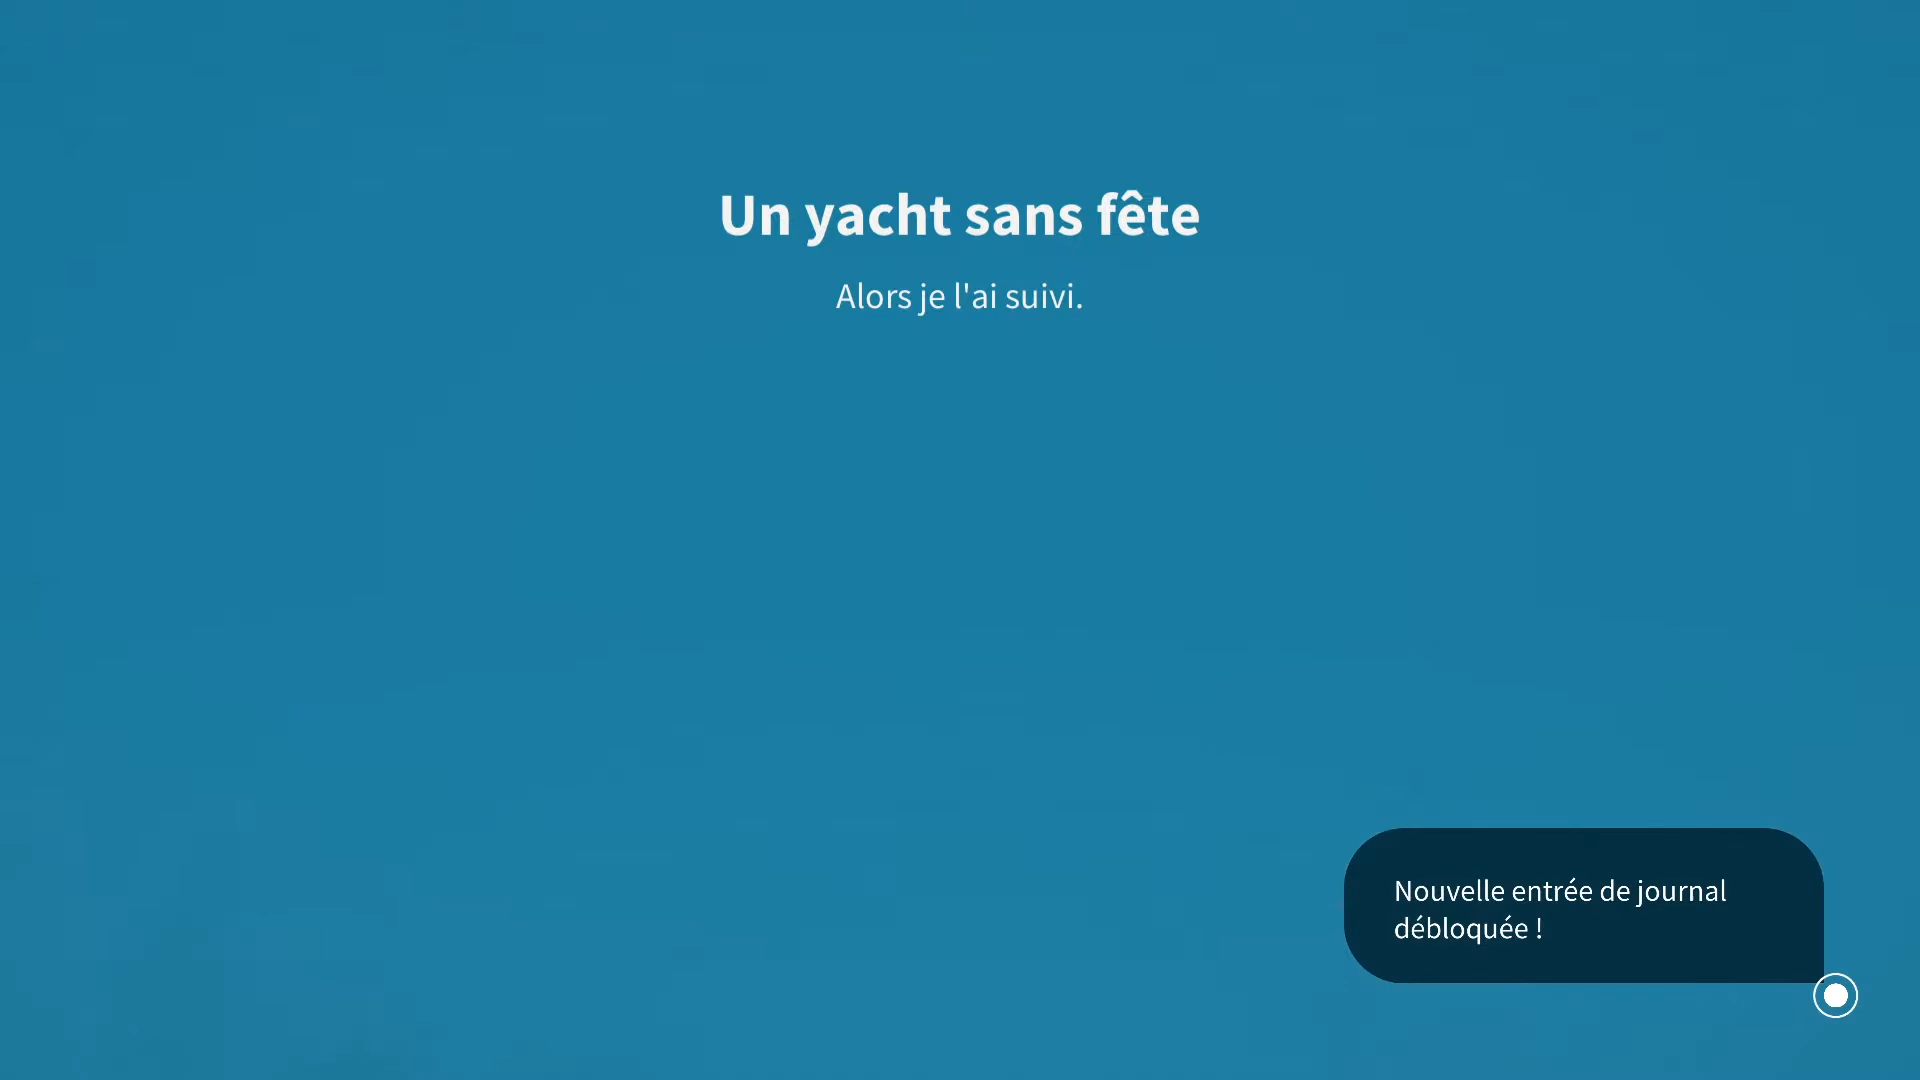 Un yacht sans fête
Alors je l'ai suivi.
Nouvelle entrée de journal
débloquée !